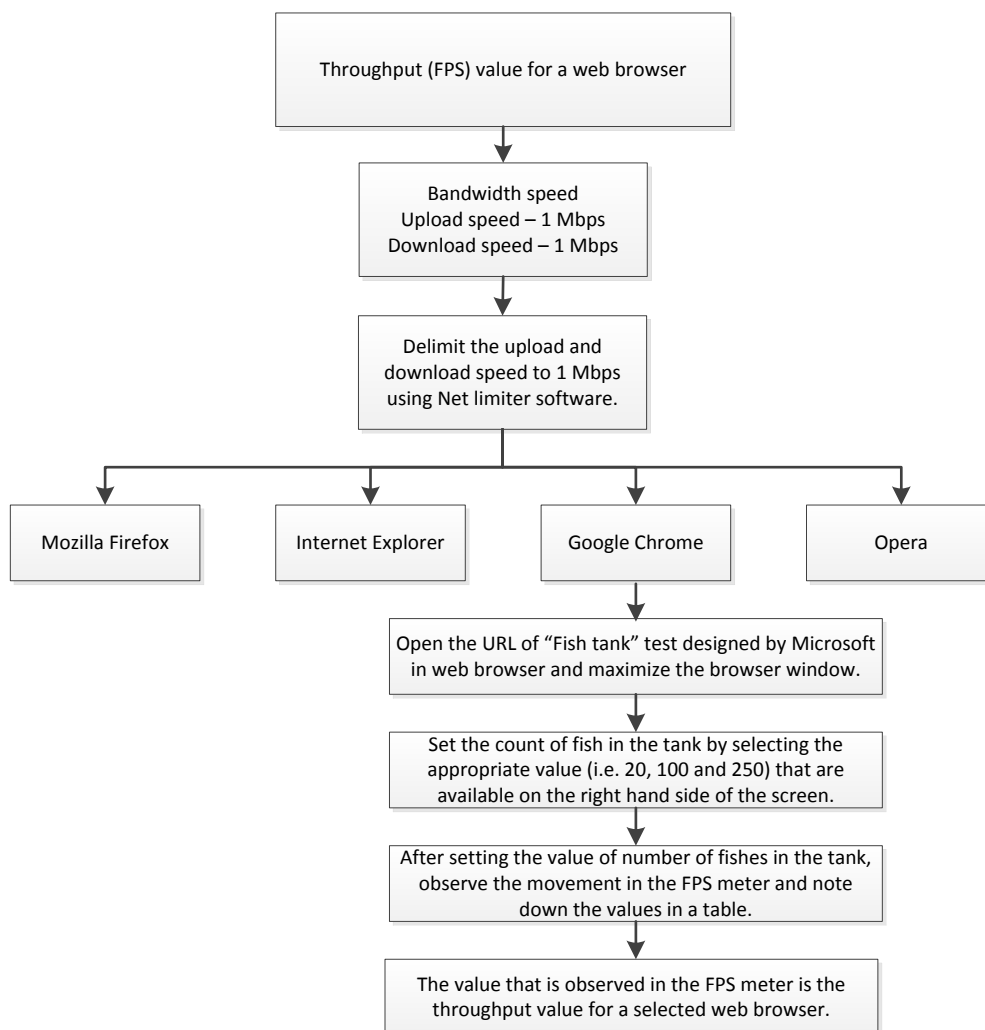 Throughput (FPS) value for a web browser
Bandwidth speed
Upload speed – 1 Mbps
Download speed – 1 Mbps
Delimit the upload and
download speed to 1 Mbps
using Net limiter software.
Mozilla Firefox
Internet Explorer
Google Chrome
Opera
Open the URL of “Fish tank” test designed by Microsoft
in web browser and maximize the browser window.
Set the count of fish in the tank by selecting the
appropriate value (i.e. 20, 100 and 250) that are
available on the right hand side of the screen.
After setting the value of number of fishes in the tank,
observe the movement in the FPS meter and note
down the values in a table.
The value that is observed in the FPS meter is the
throughput value for a selected web browser.